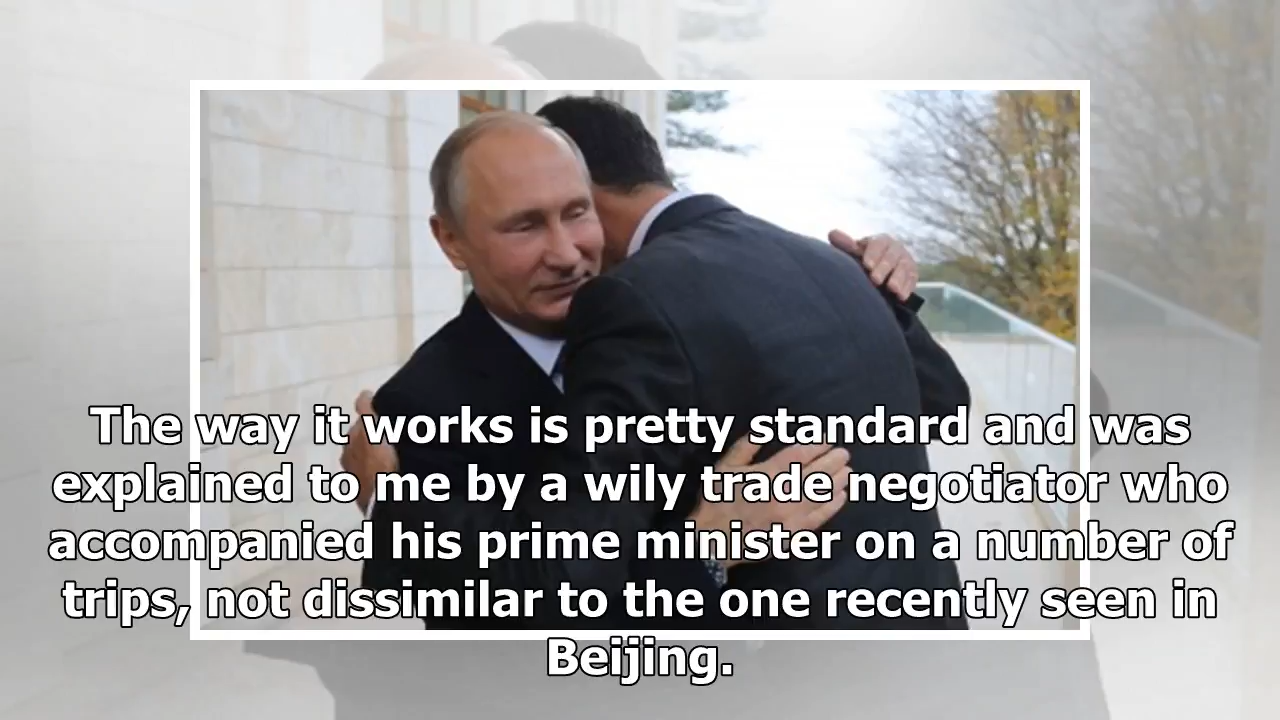 The way it works is pretty standard and was
explained to me by a wily trade negotiator who
accompanied his prime minister on a number of
trips, not dissimilar to the one recently seen in
Beijing.